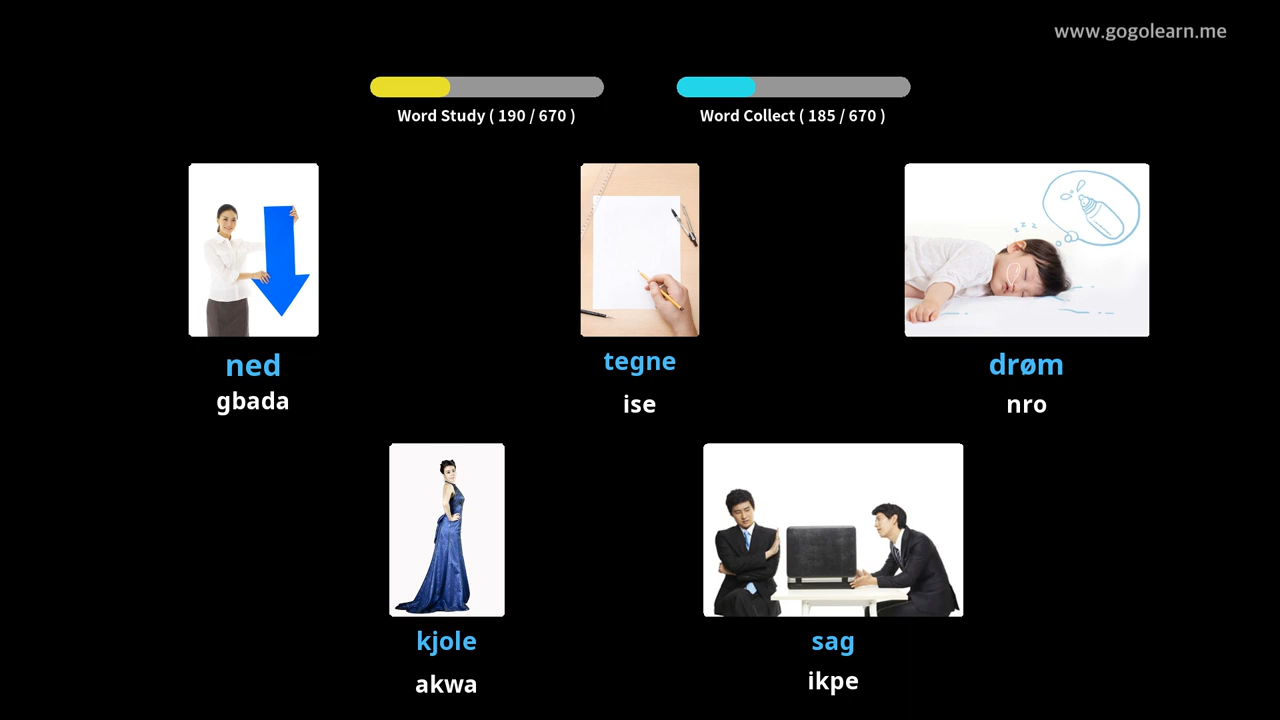 www.gogolearn.me
Word Study ( 190 / 670 )
Word Collect ( 185 / 670 )
ned
gbada
tegne
ise
drøm
nro
kjole
akwa
sag
ikpe